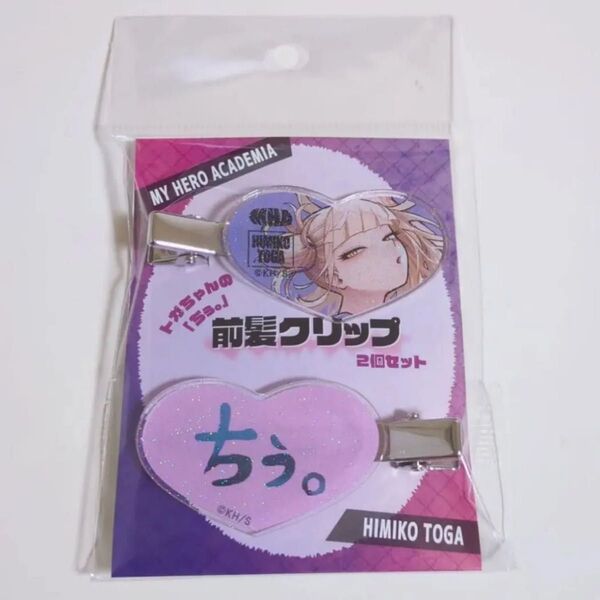 MY HERO ACADEMIA
MHA
HIMIKO
TOGA
©KH/S
トガちゃんの
「ちぅ。」
前髪クリップ
2個セット
ちぅ。
©KH/S
HIMIKO TOGA